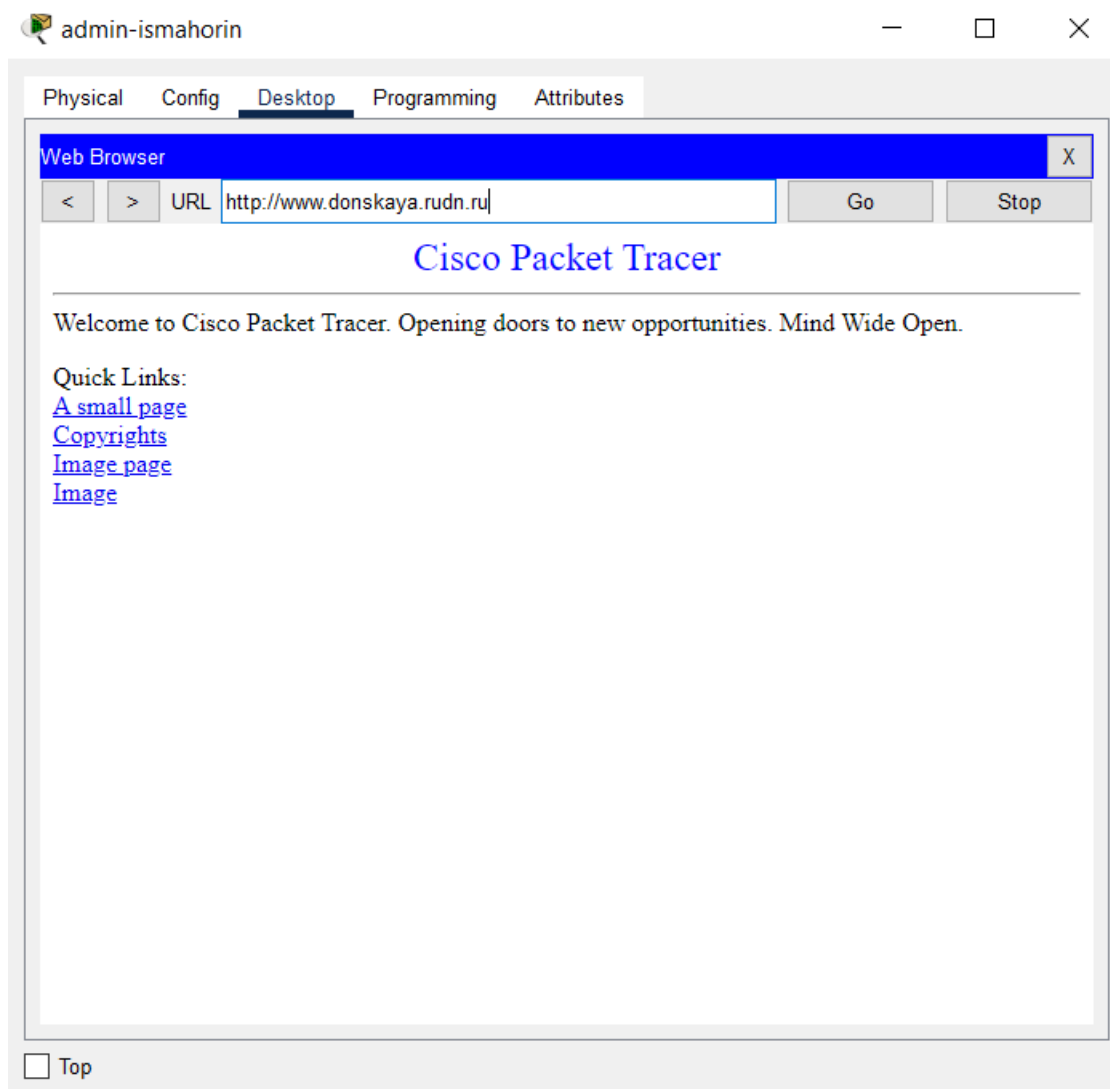 admin-ismahorin
Physical Config Desktop Programming Attributes
Web Browser X
< > URL http://www.donskaya.rudn.ru Go Stop
Cisco Packet Tracer
Welcome to Cisco Packet Tracer. Opening doors to new opportunities. Mind Wide Open.
Quick Links:
A small page
Copyrights
Image page
Image
Top